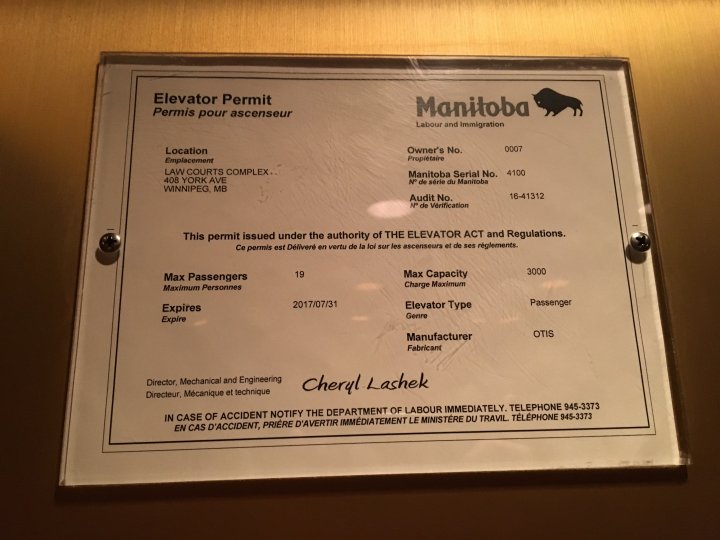 Elevator Permit
Permis pour ascenseur
Manitoba
Labour and Immigration
Location
Emplacement
LAW COURTS COMPLEX
408 YORK AVE
WINNIPEG, MB
Owner's No. 0007
Propriétaire
Manitoba Serial No. 4100
N° de série du Manitoba
Audit No. 16-41312
N° de Vérification
This permit issued under the authority of THE ELEVATOR ACT and Regulations.
Ce permis est Déliveré en vertu de la loi sur les ascenseurs et de ses règlements.
Max Passengers 19
Maximum Personnes
Max Capacity 3000
Charge Maximum
Expires 2017/07/31
Expire
Elevator Type Passenger
Genre
Manufacturer OTIS
Fabricant
Director, Mechanical and Engineering
Directeur, Mécanique et technique
Cheryl Lashek
IN CASE OF ACCIDENT NOTIFY THE DEPARTMENT OF LABOUR IMMEDIATELY. TELEPHONE 945-3373
EN CAS D'ACCIDENT, PRIÈRE D'AVERTIR IMMÉDIATEMENT LE MINISTÉRE DU TRAVIL. TÉLÉPHONE 945-3373